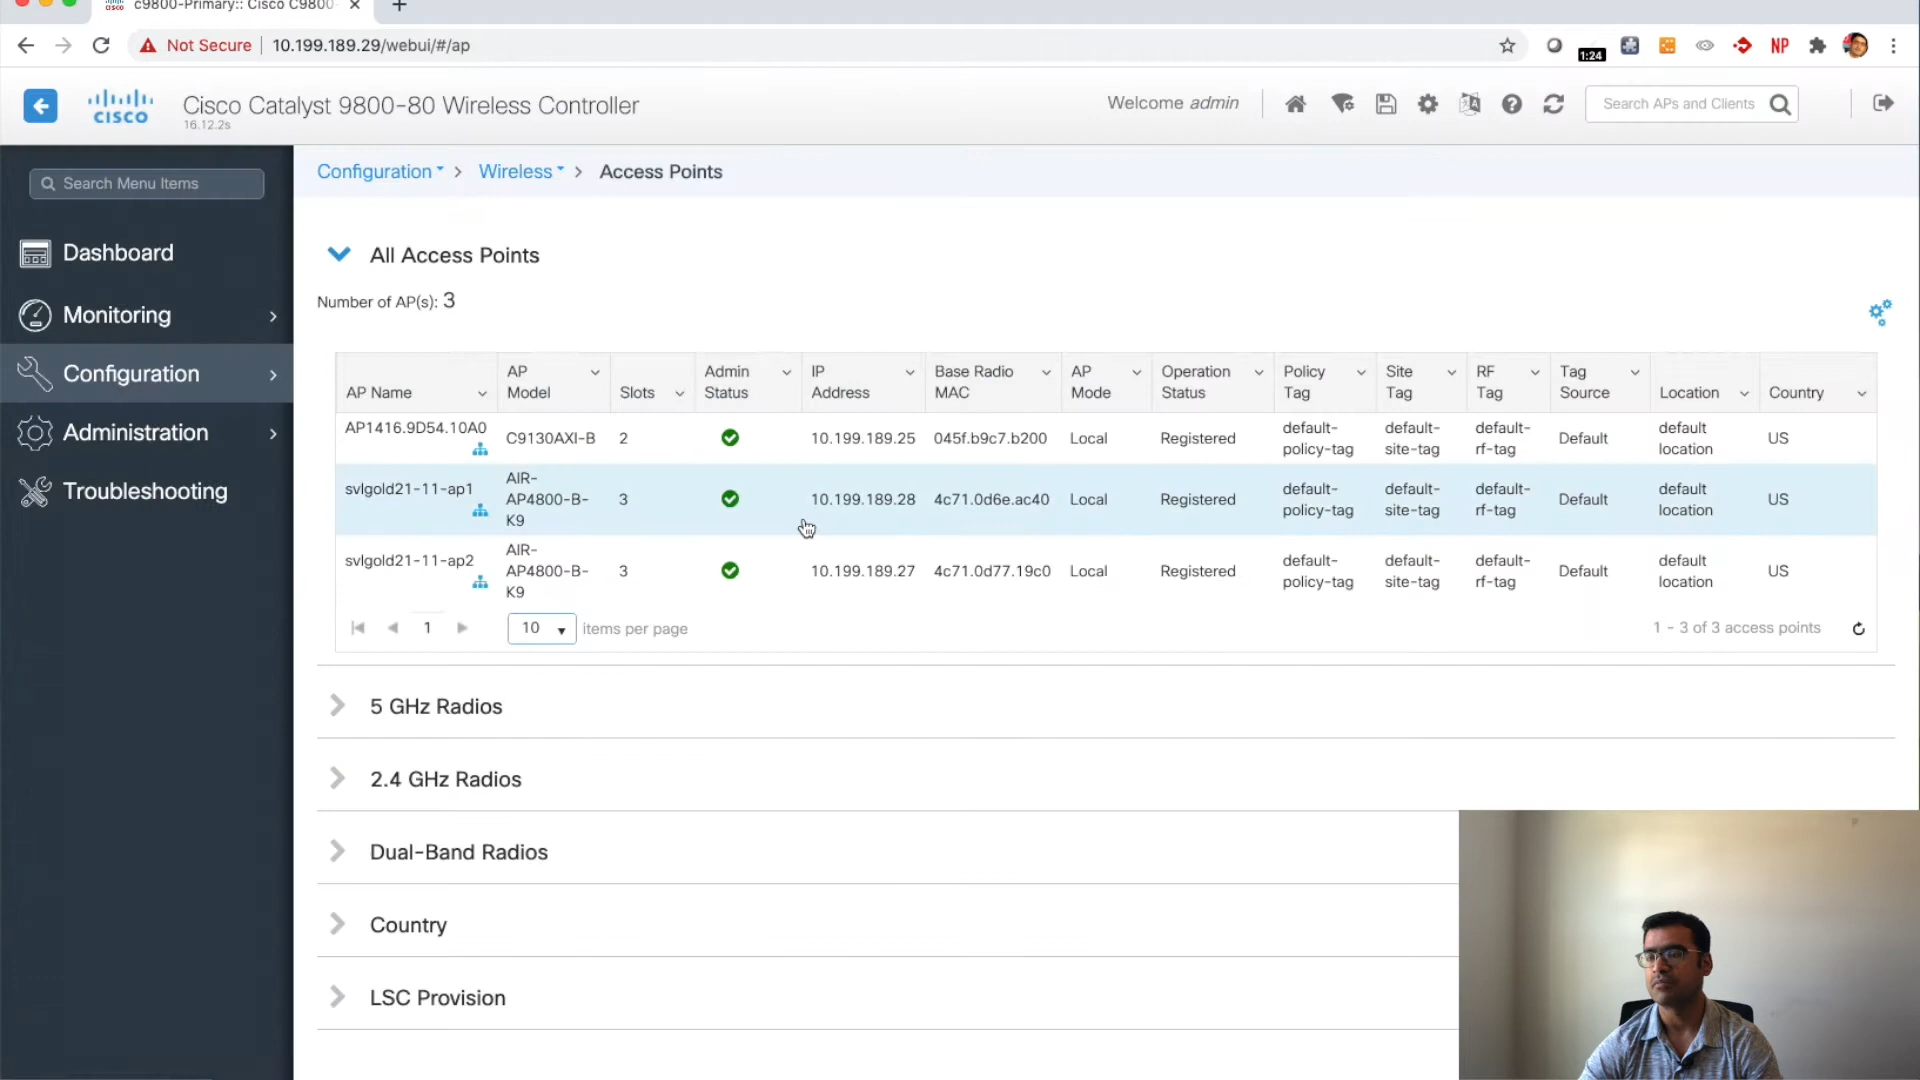 c9800-Primary:: Cisco C9800-
Not Secure
10.199.189.29/webui/#/ap
1:24
NP
CISCO
Cisco Catalyst 9800-80 Wireless Controller
16.12.2s
Welcome admin
Search APs and Clients
Search Menu Items
Dashboard
Monitoring
Configuration
Administration
Troubleshooting
Configuration > Wireless > Access Points
All Access Points
Number of AP(s): 3
AP Name
AP Model
Slots
Admin Status
IP Address
Base Radio MAC
AP Mode
Operation Status
Policy Tag
Site Tag
RF Tag
Tag Source
Location
Country
AP1416.9D54.10A0 C9130AXI-B 2 10.199.189.25 045f.b9c7.b200 Local Registered default-policy-tag default-site-tag default-rf-tag Default default location US
svlgold21-11-ap1 AIR-AP4800-B-K9 3 10.199.189.28 4c71.0d6e.ac40 Local Registered default-policy-tag default-site-tag default-rf-tag Default default location US
svlgold21-11-ap2 AIR-AP4800-B-K9 3 10.199.189.27 4c71.0d77.19c0 Local Registered default-policy-tag default-site-tag default-rf-tag Default default location US
1 10 items per page
1 - 3 of 3 access points
5 GHz Radios
2.4 GHz Radios
Dual-Band Radios
Country
LSC Provision